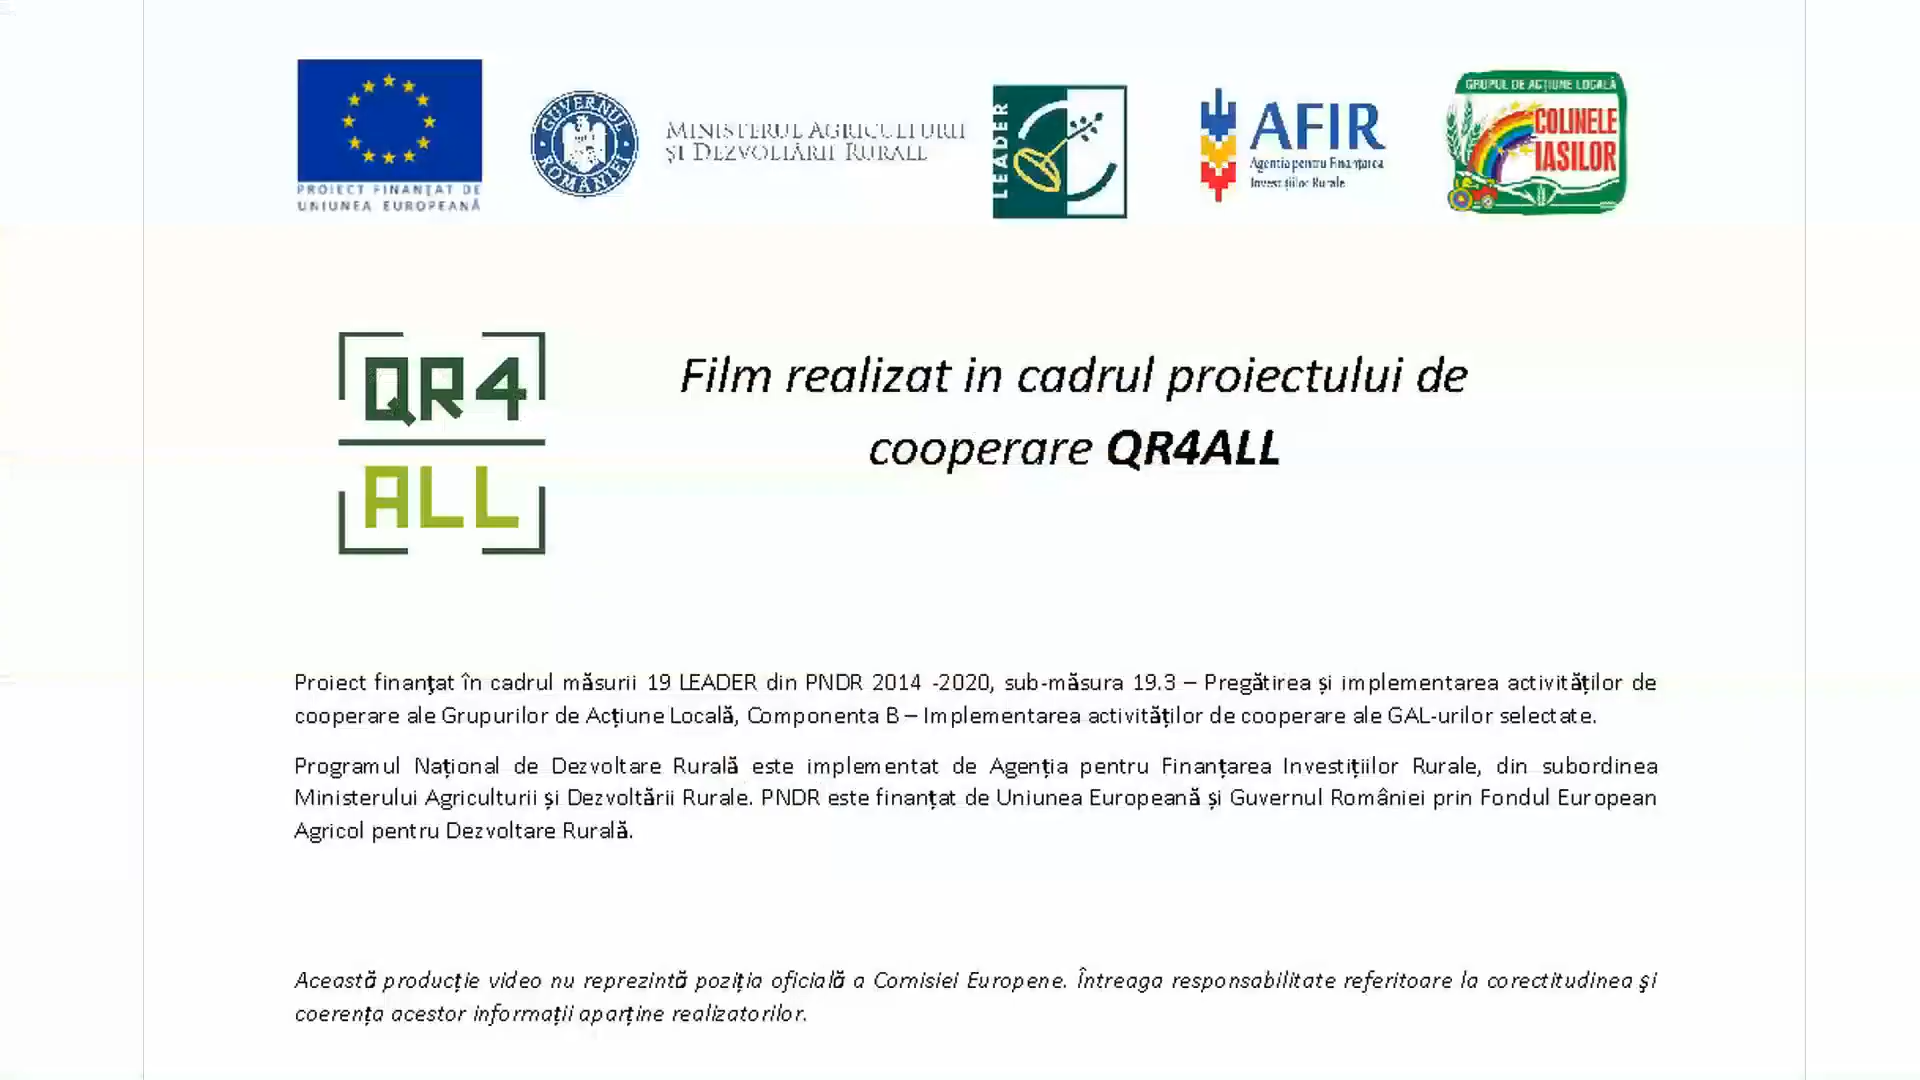 PROIECT FINANȚAT DE
UNIUNEA EUROPEANĂ
GUVERNUL ROMÂNIEI
MINISTERUL AGRICULTURII
ȘI DEZVOLTĂRII RURALE
LEADER
AFIR
Agenția pentru Finanțarea
Investițiilor Rurale
GRUPUL DE ACȚIUNE LOCALĂ
COLINELE
IASILOR
QR4
ALL
Film realizat in cadrul proiectului de
cooperare QR4ALL
Proiect finanţat în cadrul măsurii 19 LEADER din PNDR 2014 -2020, sub-măsura 19.3 – Pregătirea și implementarea activităților de
cooperare ale Grupurilor de Acțiune Locală, Componenta B – Implementarea activităților de cooperare ale GAL-urilor selectate.
Programul Național de Dezvoltare Rurală este implementat de Agenția pentru Finanțarea Investițiilor Rurale, din subordinea
Ministerului Agriculturii și Dezvoltării Rurale. PNDR este finanțat de Uniunea Europeană și Guvernul României prin Fondul European
Agricol pentru Dezvoltare Rurală.
Această producție video nu reprezintă poziția oficială a Comisiei Europene. Întreaga responsabilitate referitoare la corectitudinea şi
coerența acestor informații aparține realizatorilor.